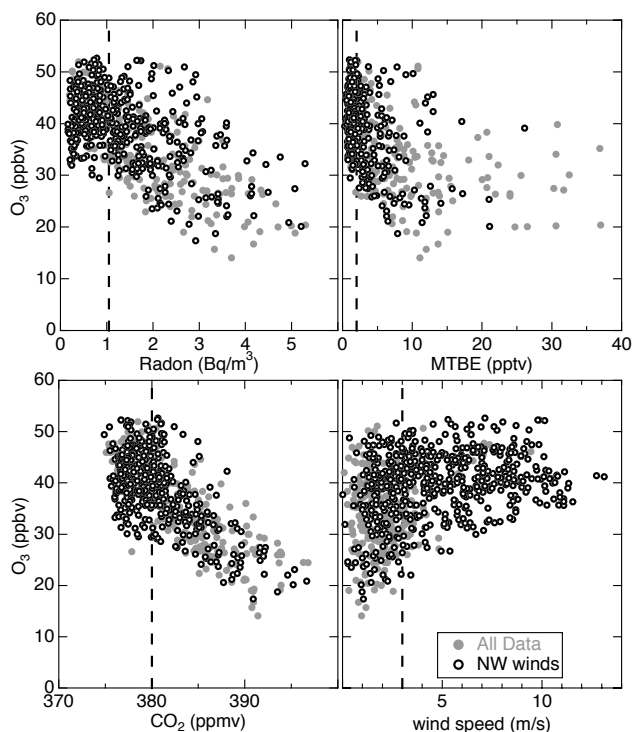 60
50
40
30
20
10
0
O3 (ppbv)
0 1 2 3 4 5
Radon (Bq/m³)
0 10 20 30 40
MTBE (pptv)
60
50
40
30
20
10
0
O3 (ppbv)
370 380 390
CO2 (ppmv)
5 10
wind speed (m/s)
All Data
NW winds